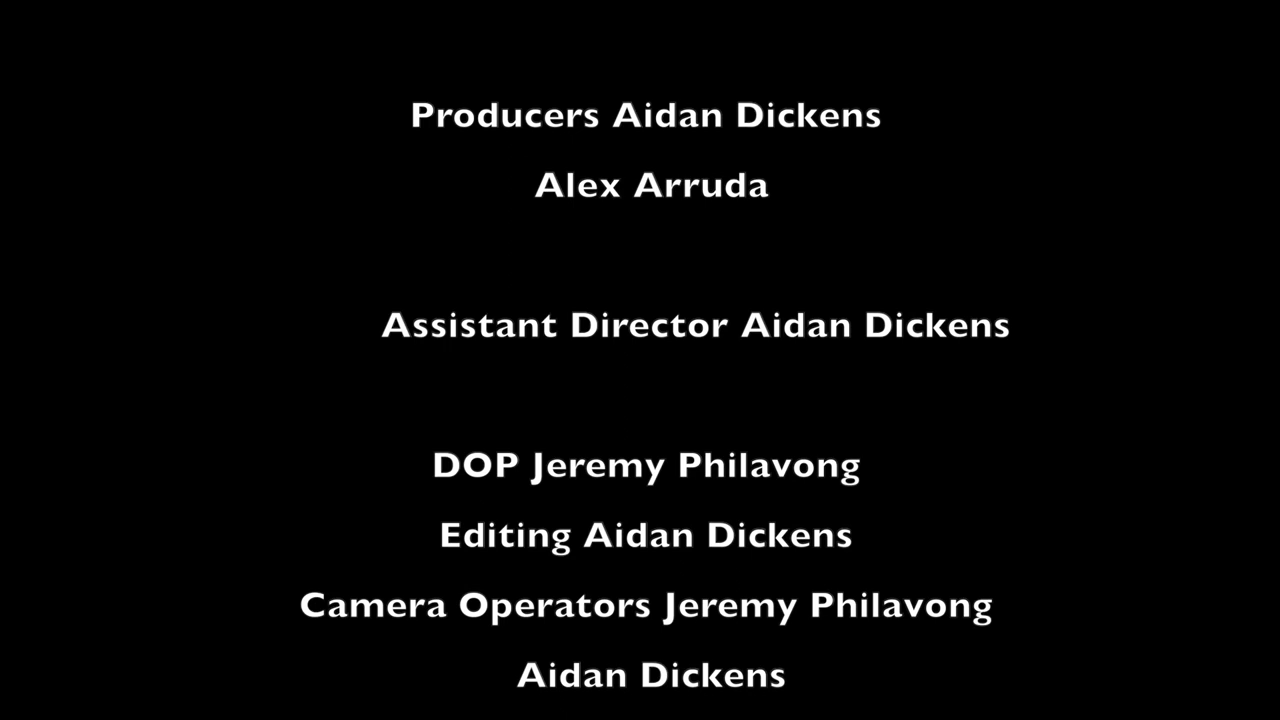 Producers Aidan Dickens
Alex Arruda
Assistant Director Aidan Dickens
DOP Jeremy Philavong
Editing Aidan Dickens
Camera Operators Jeremy Philavong
Aidan Dickens